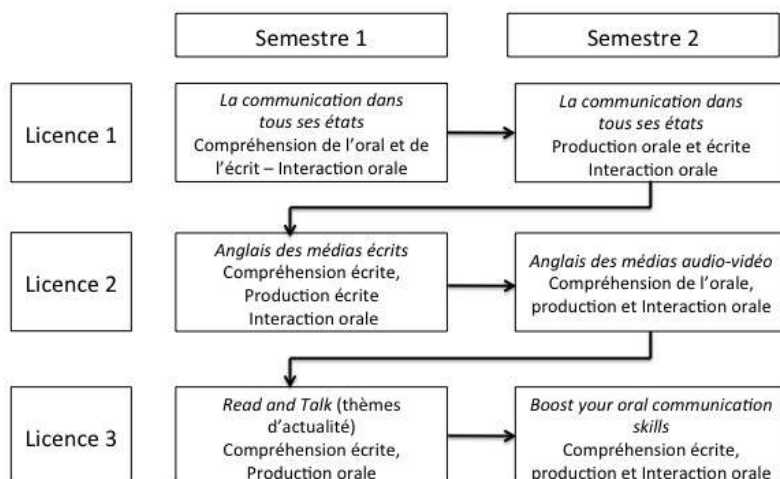 Semestre 1
Semestre 2
Licence 1
La communication dans
tous ses états
Compréhension de l'oral et de
l'écrit – Interaction orale
La communication dans
tous ses états
Production orale et écrite
Interaction orale
Licence 2
Anglais des médias écrits
Compréhension écrite,
Production écrite
Interaction orale
Anglais des médias audio-vidéo
Compréhension de l'orale,
production et Interaction orale
Licence 3
Read and Talk (thèmes
d'actualité)
Compréhension écrite,
Production orale
Boost your oral communication
skills
Compréhension écrite,
production et Interaction orale